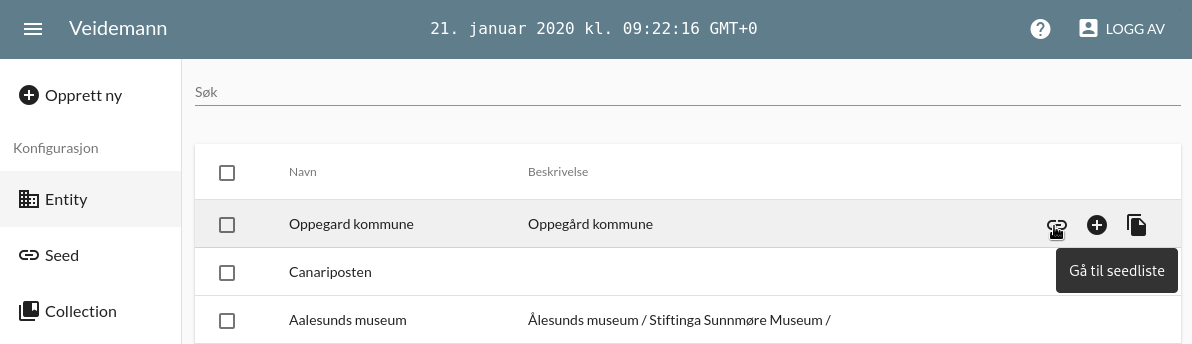 Veidemann
21. januar 2020 kl. 09:22:16 GMT+0
LOGG AV
Opprett ny
Søk
Konfigurasjon
Navn
Beskrivelse
Entity
Oppegard kommune
Oppegård kommune
Seed
Canariposten
Gå til seedliste
Collection
Aalesunds museum
Ålesunds museum / Stiftinga Sunnmøre Museum /